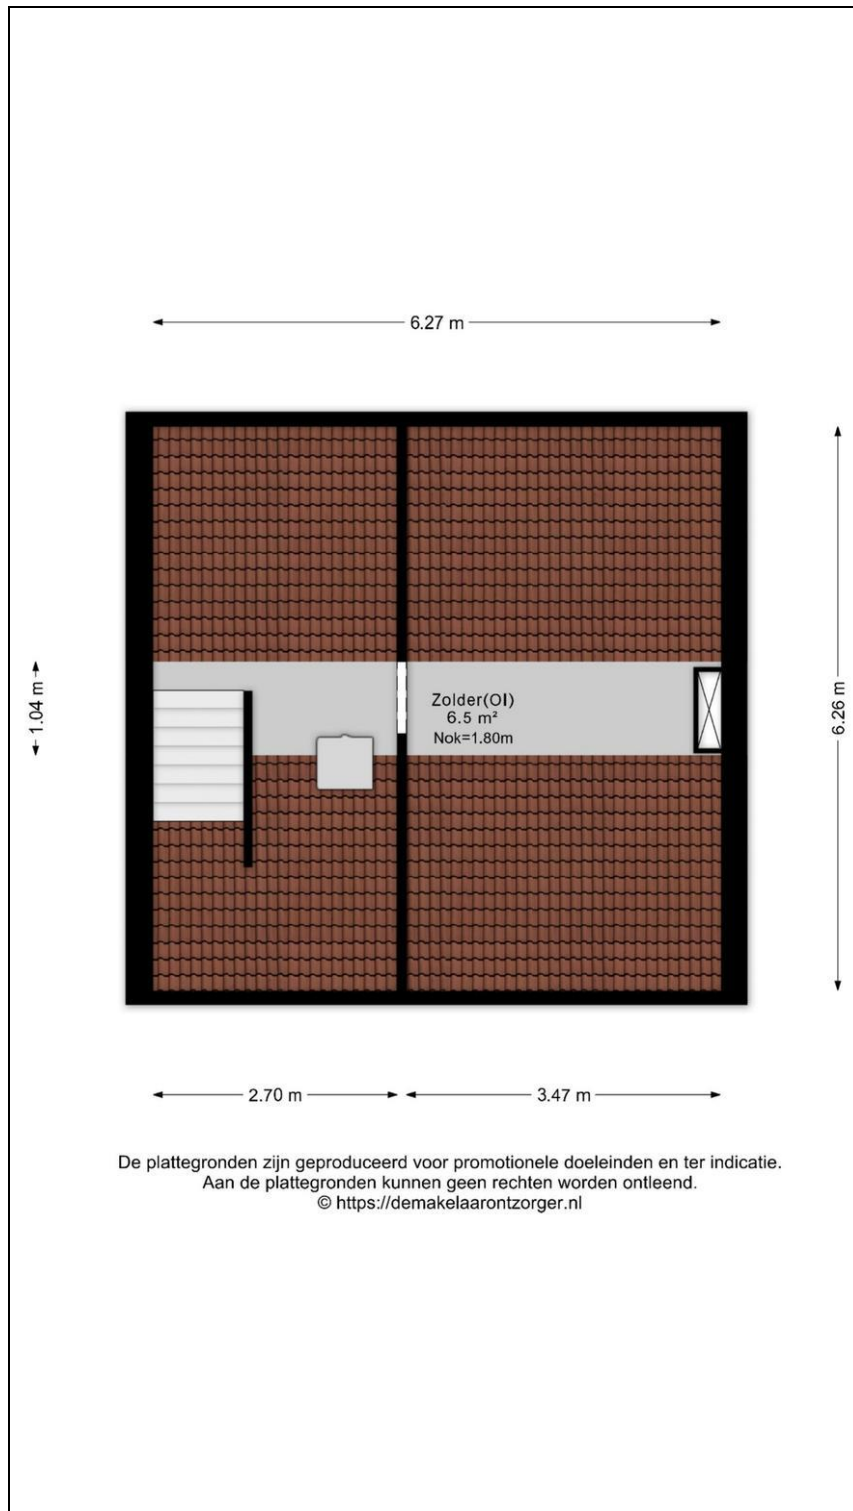 6.27 m
1.04 m
Zolder(OI)
6.5 m²
Nok=1.80m
6.26 m
2.70 m
3.47 m
De plattegronden zijn geproduceerd voor promotionele doeleinden en ter indicatie.
Aan de plattegronden kunnen geen rechten worden ontleend.
© https://demakelaarontzorger.nl